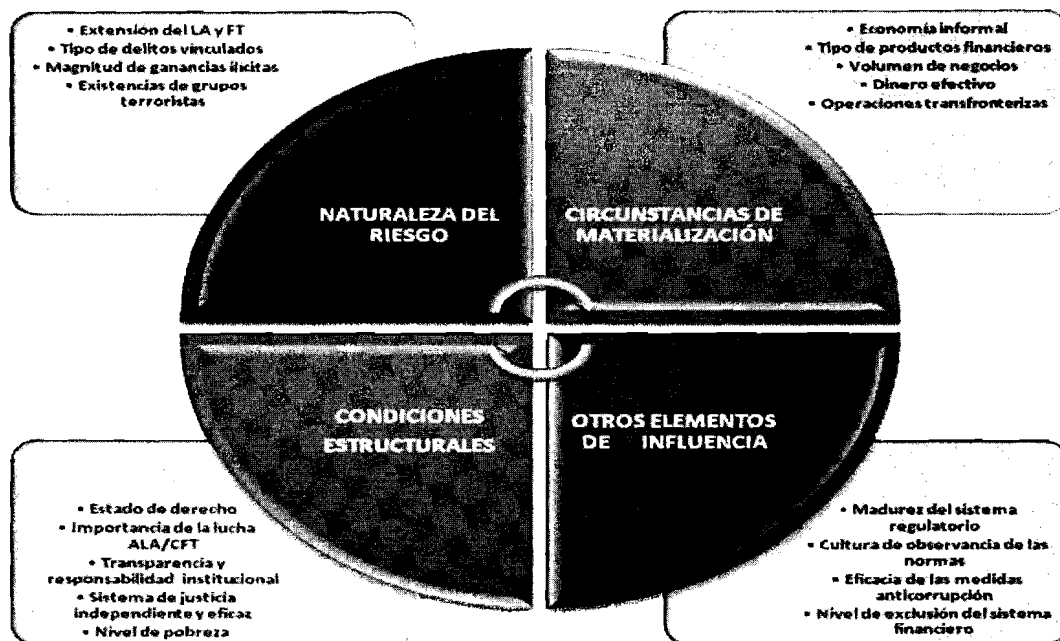 • Extensión del LA y FT
• Tipo de delitos vinculados
• Magnitud de ganancias ilícitas
• Existencias de grupos
terroristas
• Economía informal
• Tipo de productos financieros
• Volumen de negocios
• Dinero efectivo
• Operaciones transfronterizas
NATURALEZA DEL
RIESGO
CIRCUNSTANCIAS DE
MATERIALIZACIÓN
CONDICIONES
ESTRUCTURALES
OTROS ELEMENTOS
DE INFLUENCIA
• Estado de derecho
• Importancia de la lucha
ALA/CFT
• Transparencia y
responsabilidad institucional
• Sistema de justicia
independiente y eficaz
• Nivel de pobreza
• Madurez del sistema
regulatorio
• Cultura de observancia de las
normas
• Eficacia de las medidas
anticorrupción
• Nivel de exclusión del sistema
financiero